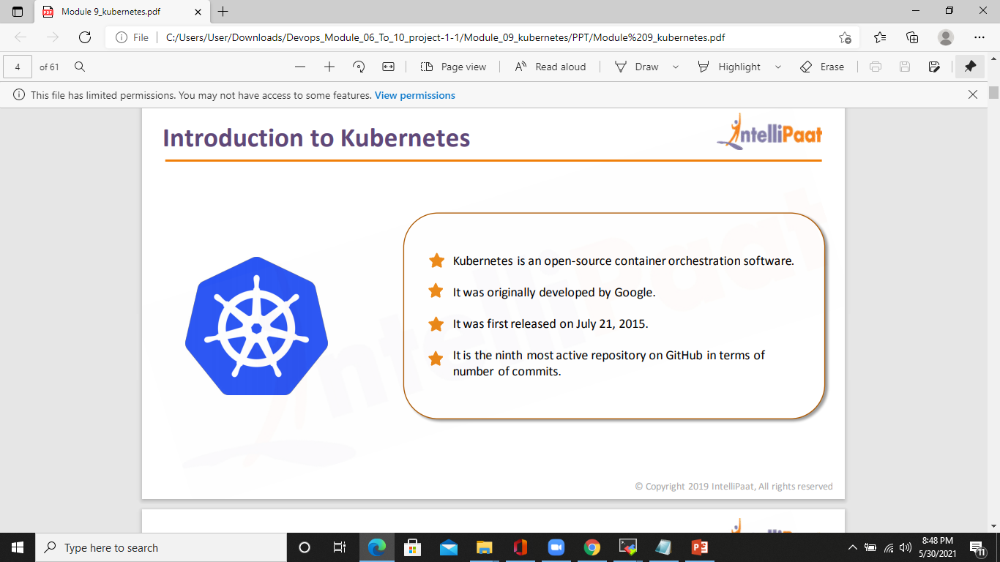 Module 9_kubernetes.pdf
File
C:/Users/User/Downloads/Devops_Module_06_To_10_project-1-1/Module_09_kubernetes/PPT/Module%209_kubernetes.pdf
4 of 61 Page view Read aloud Draw Highlight Erase
This file has limited permissions. You may not have access to some features. View permissions
Introduction to Kubernetes
IntelliPaat
Kubernetes is an open-source container orchestration software.
It was originally developed by Google.
It was first released on July 21, 2015.
It is the ninth most active repository on GitHub in terms of
number of commits.
© Copyright 2019 IntelliPaat, All rights reserved
Type here to search
8:48 PM
5/30/2021
11